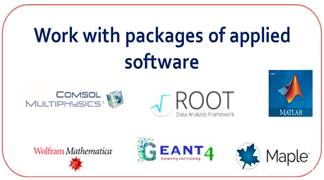 Work with packages of applied
software
COMSOL
MULTIPHYSICS
ROOT
Data Analysis Framework
MATLAB
Wolfram Mathematica
GEANT4
Maple